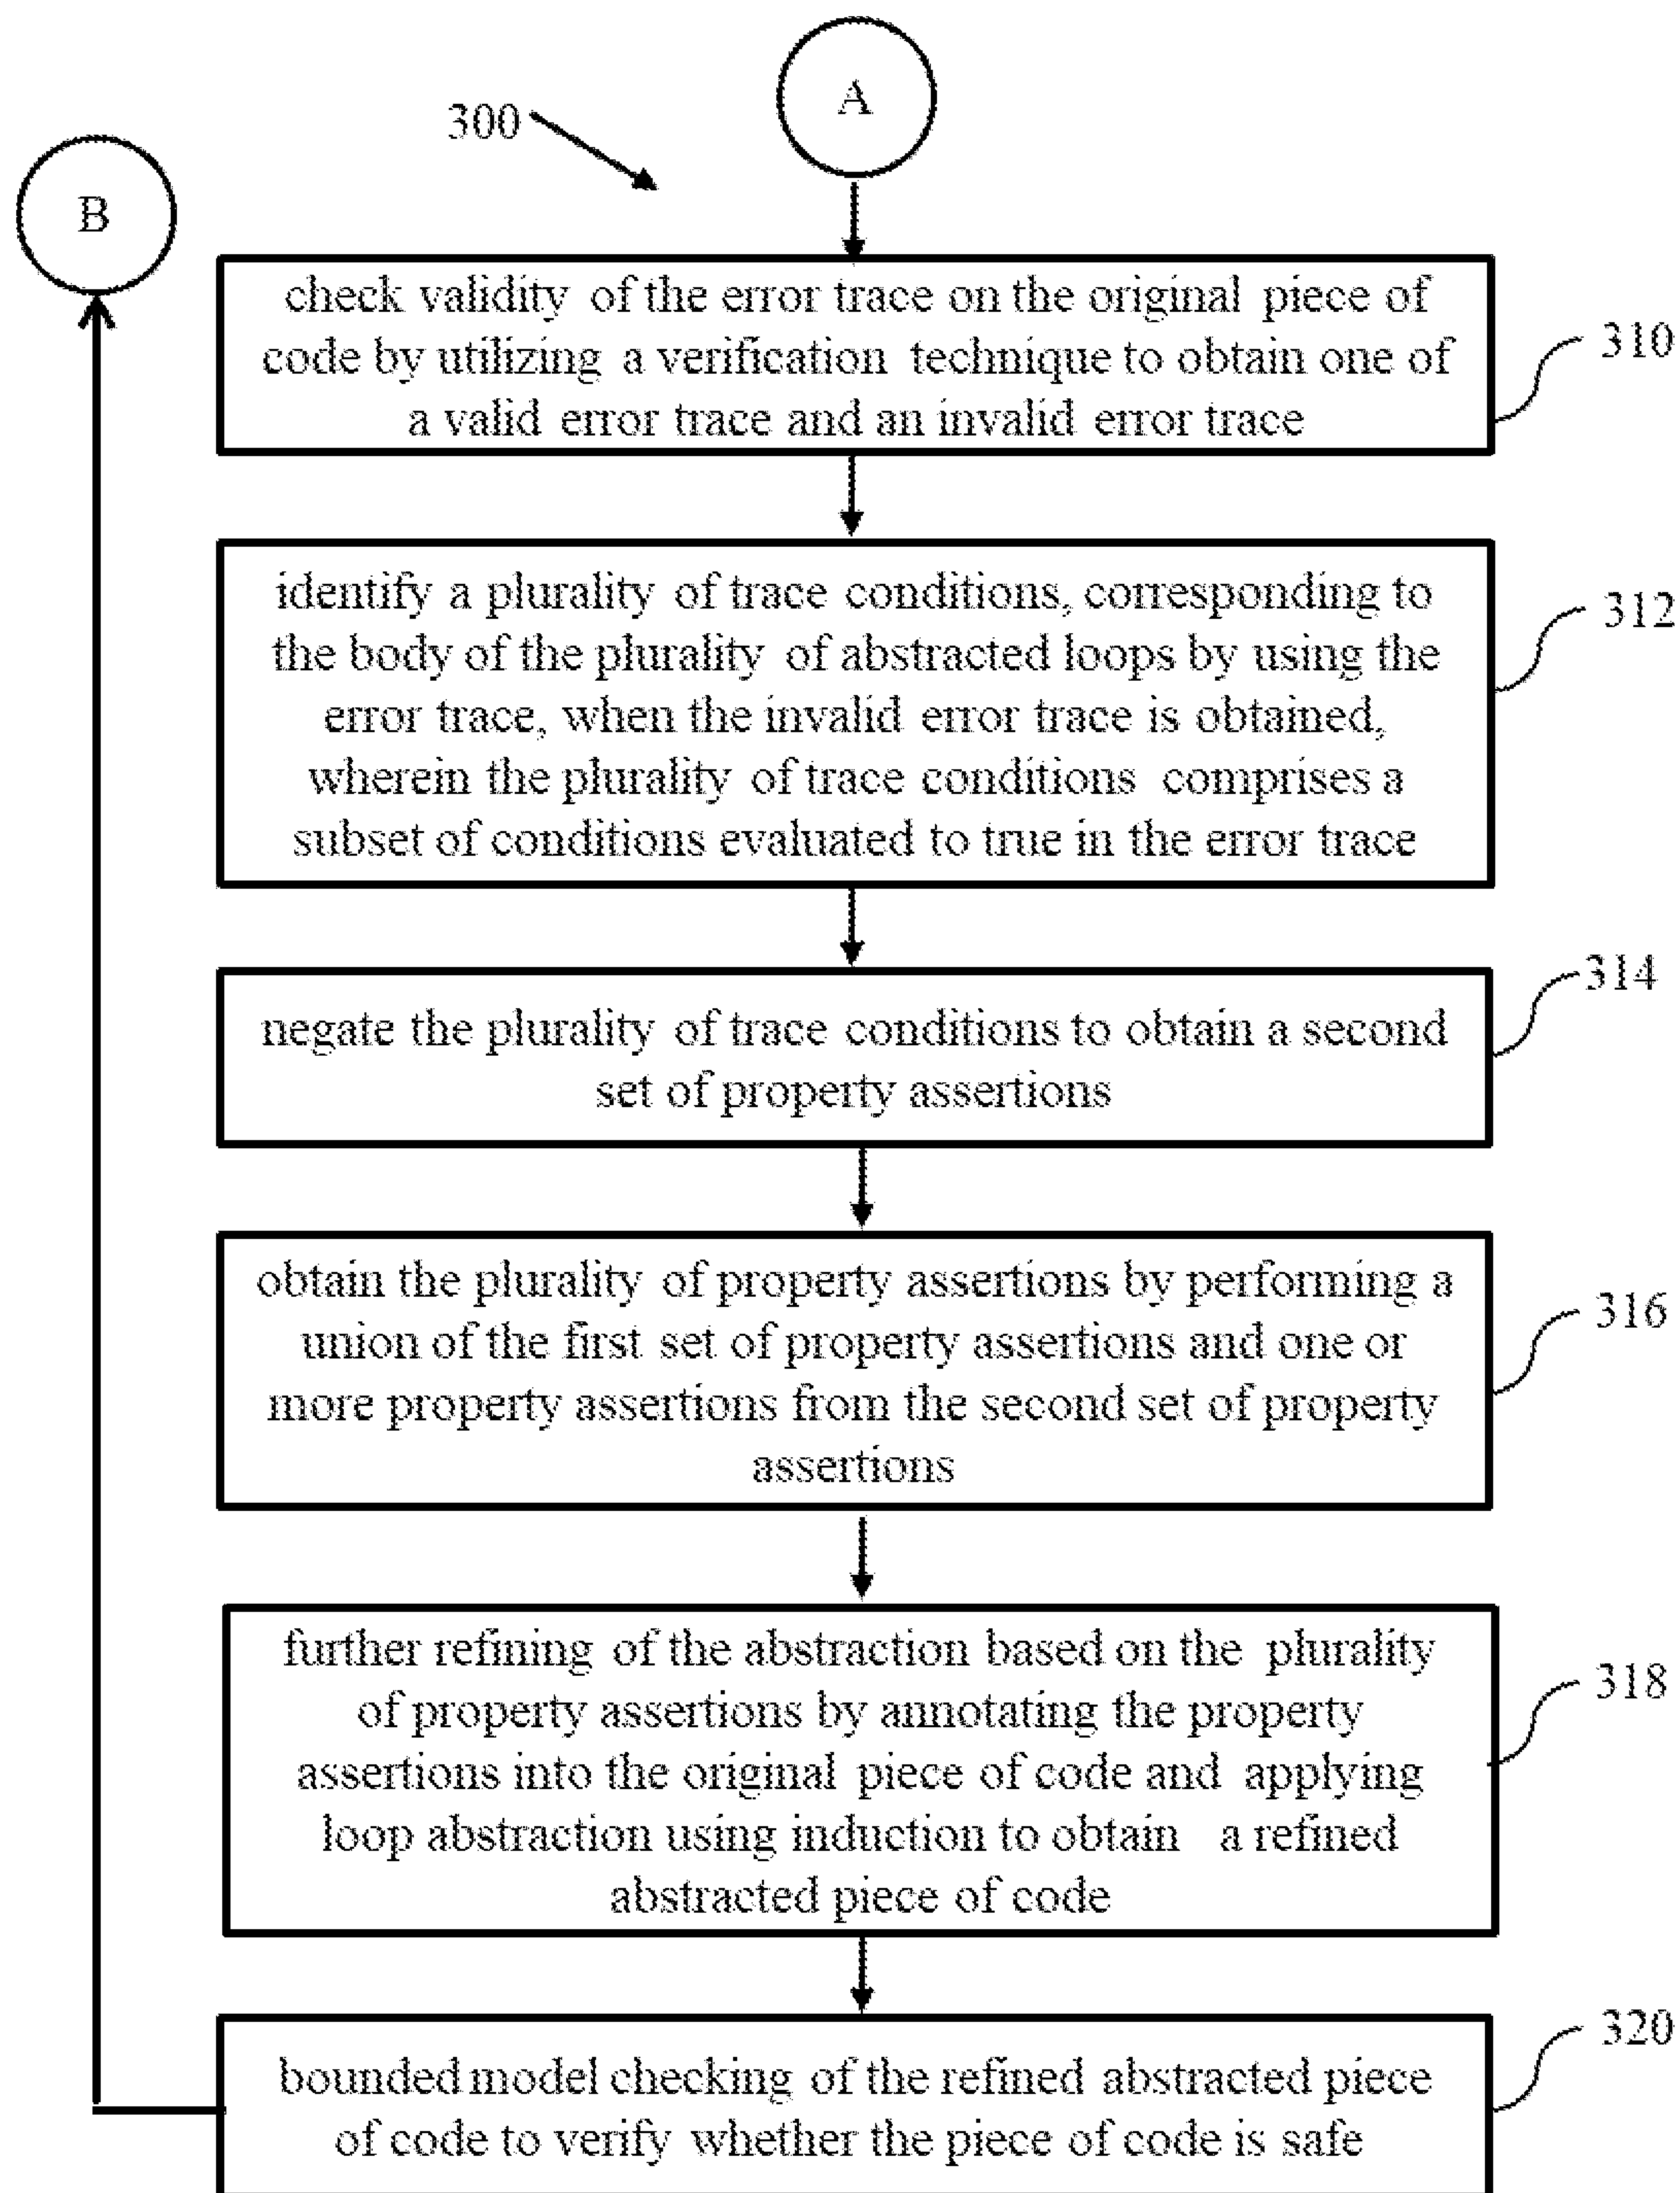 A
300
B
check validity of the error trace on the original piece of
code by utilizing a verification technique to obtain one of
a valid error trace and an invalid error trace
310
identify a plurality of trace conditions, corresponding to
the body of the plurality of abstracted loops by using the
error trace, when the invalid error trace is obtained,
wherein the plurality of trace conditions comprises a
subset of conditions evaluated to true in the error trace
312
negate the plurality of trace conditions to obtain a second
set of property assertions
314
obtain the plurality of property assertions by performing a
union of the first set of property assertions and one or
more property assertions from the second set of property
assertions
316
further refining of the abstraction based on the plurality
of property assertions by annotating the property
assertions into the original piece of code and applying
loop abstraction using induction to obtain a refined
abstracted piece of code
318
bounded model checking of the refined abstracted piece
of code to verify whether the piece of code is safe
320